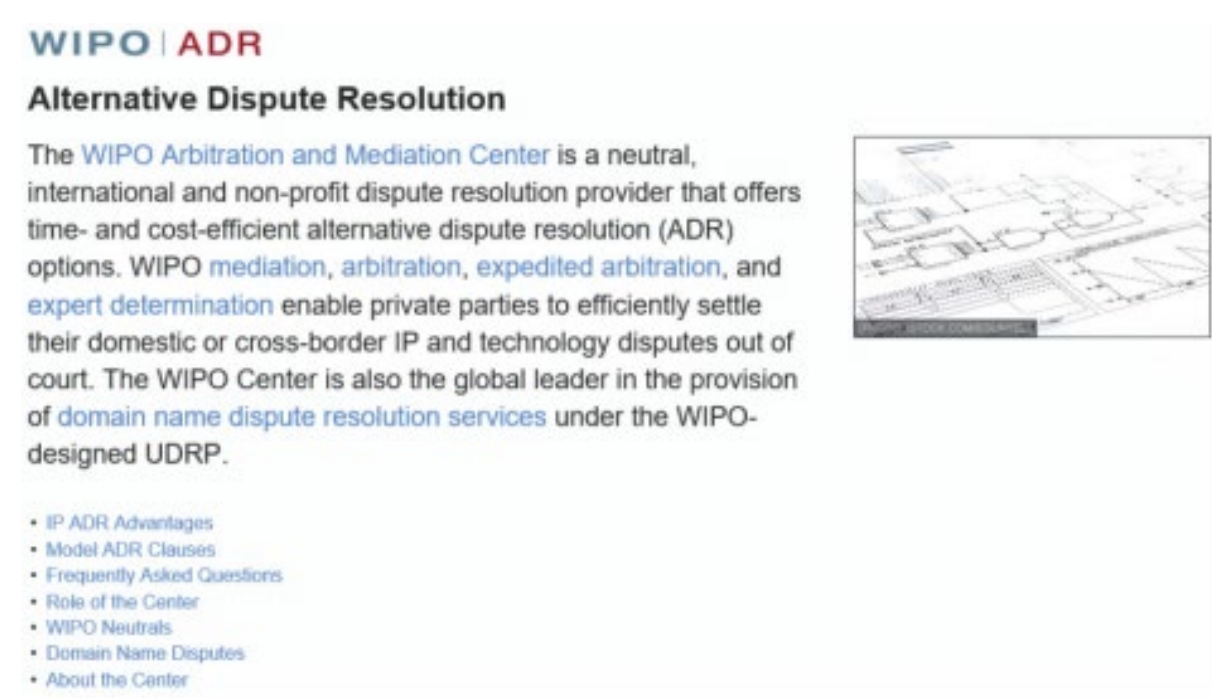 WIPO | ADR
Alternative Dispute Resolution
The WIPO Arbitration and Mediation Center is a neutral,
international and non-profit dispute resolution provider that offers
time- and cost-efficient alternative dispute resolution (ADR)
options. WIPO mediation, arbitration, expedited arbitration, and
expert determination enable private parties to efficiently settle
their domestic or cross-border IP and technology disputes out of
court. The WIPO Center is also the global leader in the provision
of domain name dispute resolution services under the WIPO-
designed UDRP.
• IP ADR Advantages
• Model ADR Clauses
• Frequently Asked Questions
• Role of the Center
• WIPO Neutrals
• Domain Name Disputes
• About the Center